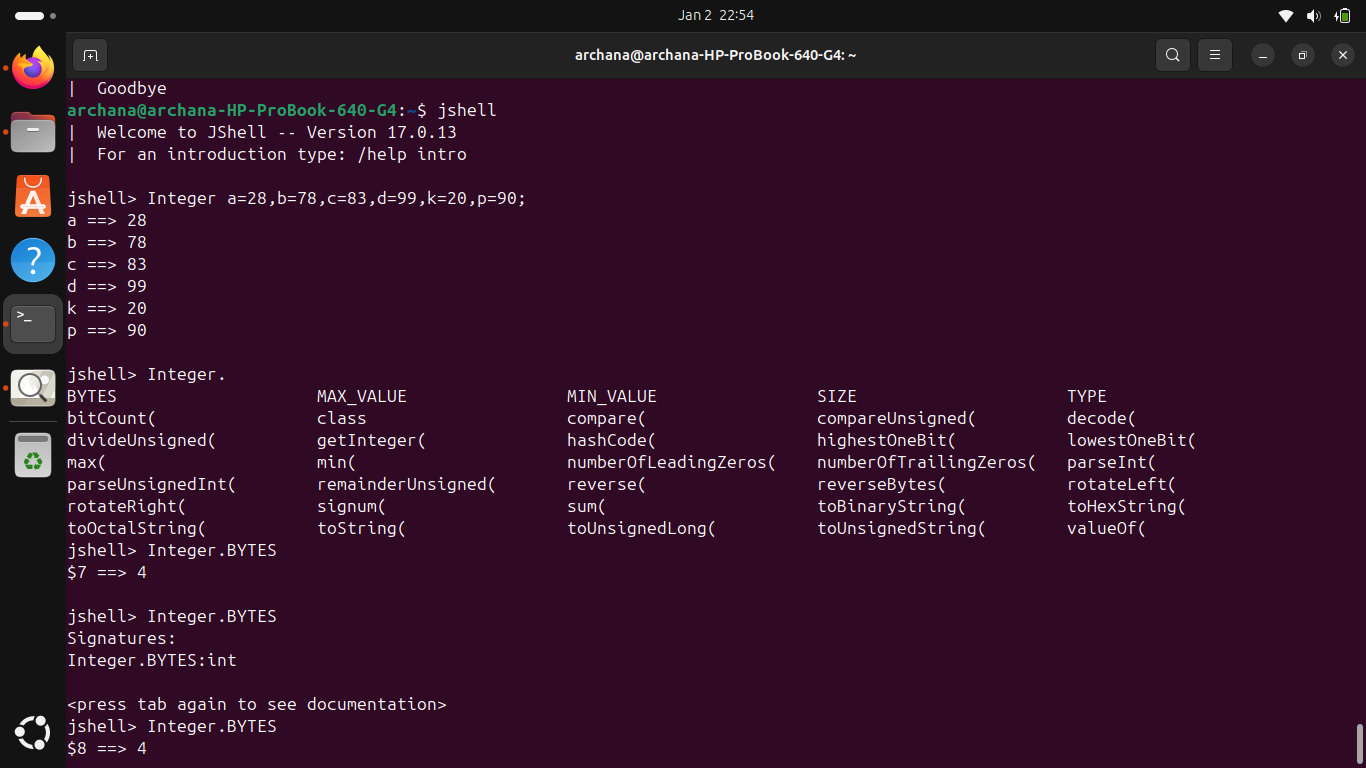 Jan 2 22:54
archana@archana-HP-ProBook-640-G4: ~
| Goodbye
archana@archana-HP-ProBook-640-G4:~$ jshell
| Welcome to JShell -- Version 17.0.13
| For an introduction type: /help intro
jshell> Integer a=28,b=78,c=83,d=99,k=20,p=90;
a ==> 28
b ==> 78
c ==> 83
d ==> 99
k ==> 20
p ==> 90
jshell> Integer.
BYTES MAX_VALUE MIN_VALUE SIZE TYPE
bitCount( class compare( compareUnsigned( decode(
divideUnsigned( getInteger( hashCode( highestOneBit( lowestOneBit(
max( min( numberOfLeadingZeros( numberOfTrailingZeros( parseInt(
parseUnsignedInt( remainderUnsigned( reverse( reverseBytes( rotateLeft(
rotateRight( signum( sum( toBinaryString( toHexString(
toOctalString( toString( toUnsignedLong( toUnsignedString( valueOf(
jshell> Integer.BYTES
$7 ==> 4
jshell> Integer.BYTES
Signatures:
Integer.BYTES:int
<press tab again to see documentation>
jshell> Integer.BYTES
$8 ==> 4